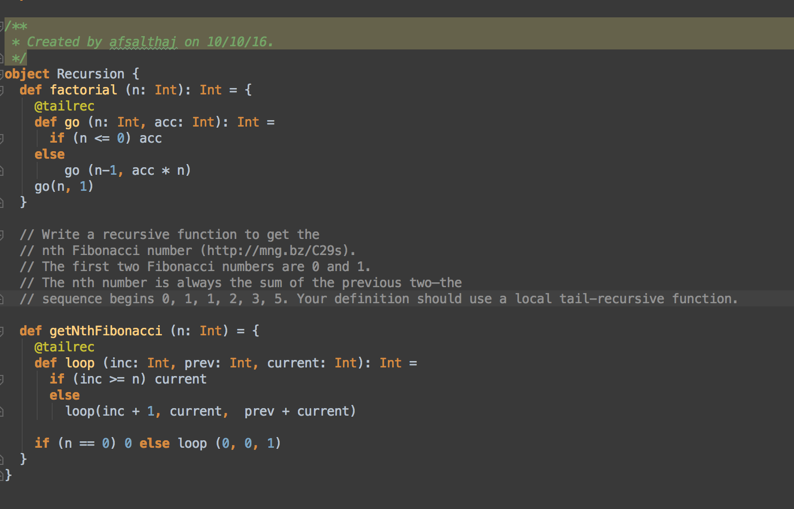 /**
 * Created by afsalthaj on 10/10/16.
 */
object Recursion {
  def factorial (n: Int): Int = {
    @tailrec
    def go (n: Int, acc: Int): Int =
      if (n <= 0) acc
    else
        go (n-1, acc * n)
    go(n, 1)
  }
  // Write a recursive function to get the
  // nth Fibonacci number (http://mng.bz/C29s).
  // The first two Fibonacci numbers are 0 and 1.
  // The nth number is always the sum of the previous two—the
  // sequence begins 0, 1, 1, 2, 3, 5. Your definition should use a local tail-recursive function.
  def getNthFibonacci (n: Int) = {
    @tailrec
    def loop (inc: Int, prev: Int, current: Int): Int =
      if (inc >= n) current
      else
        loop(inc + 1, current,  prev + current)
    if (n == 0) 0 else loop (0, 0, 1)
  }
}